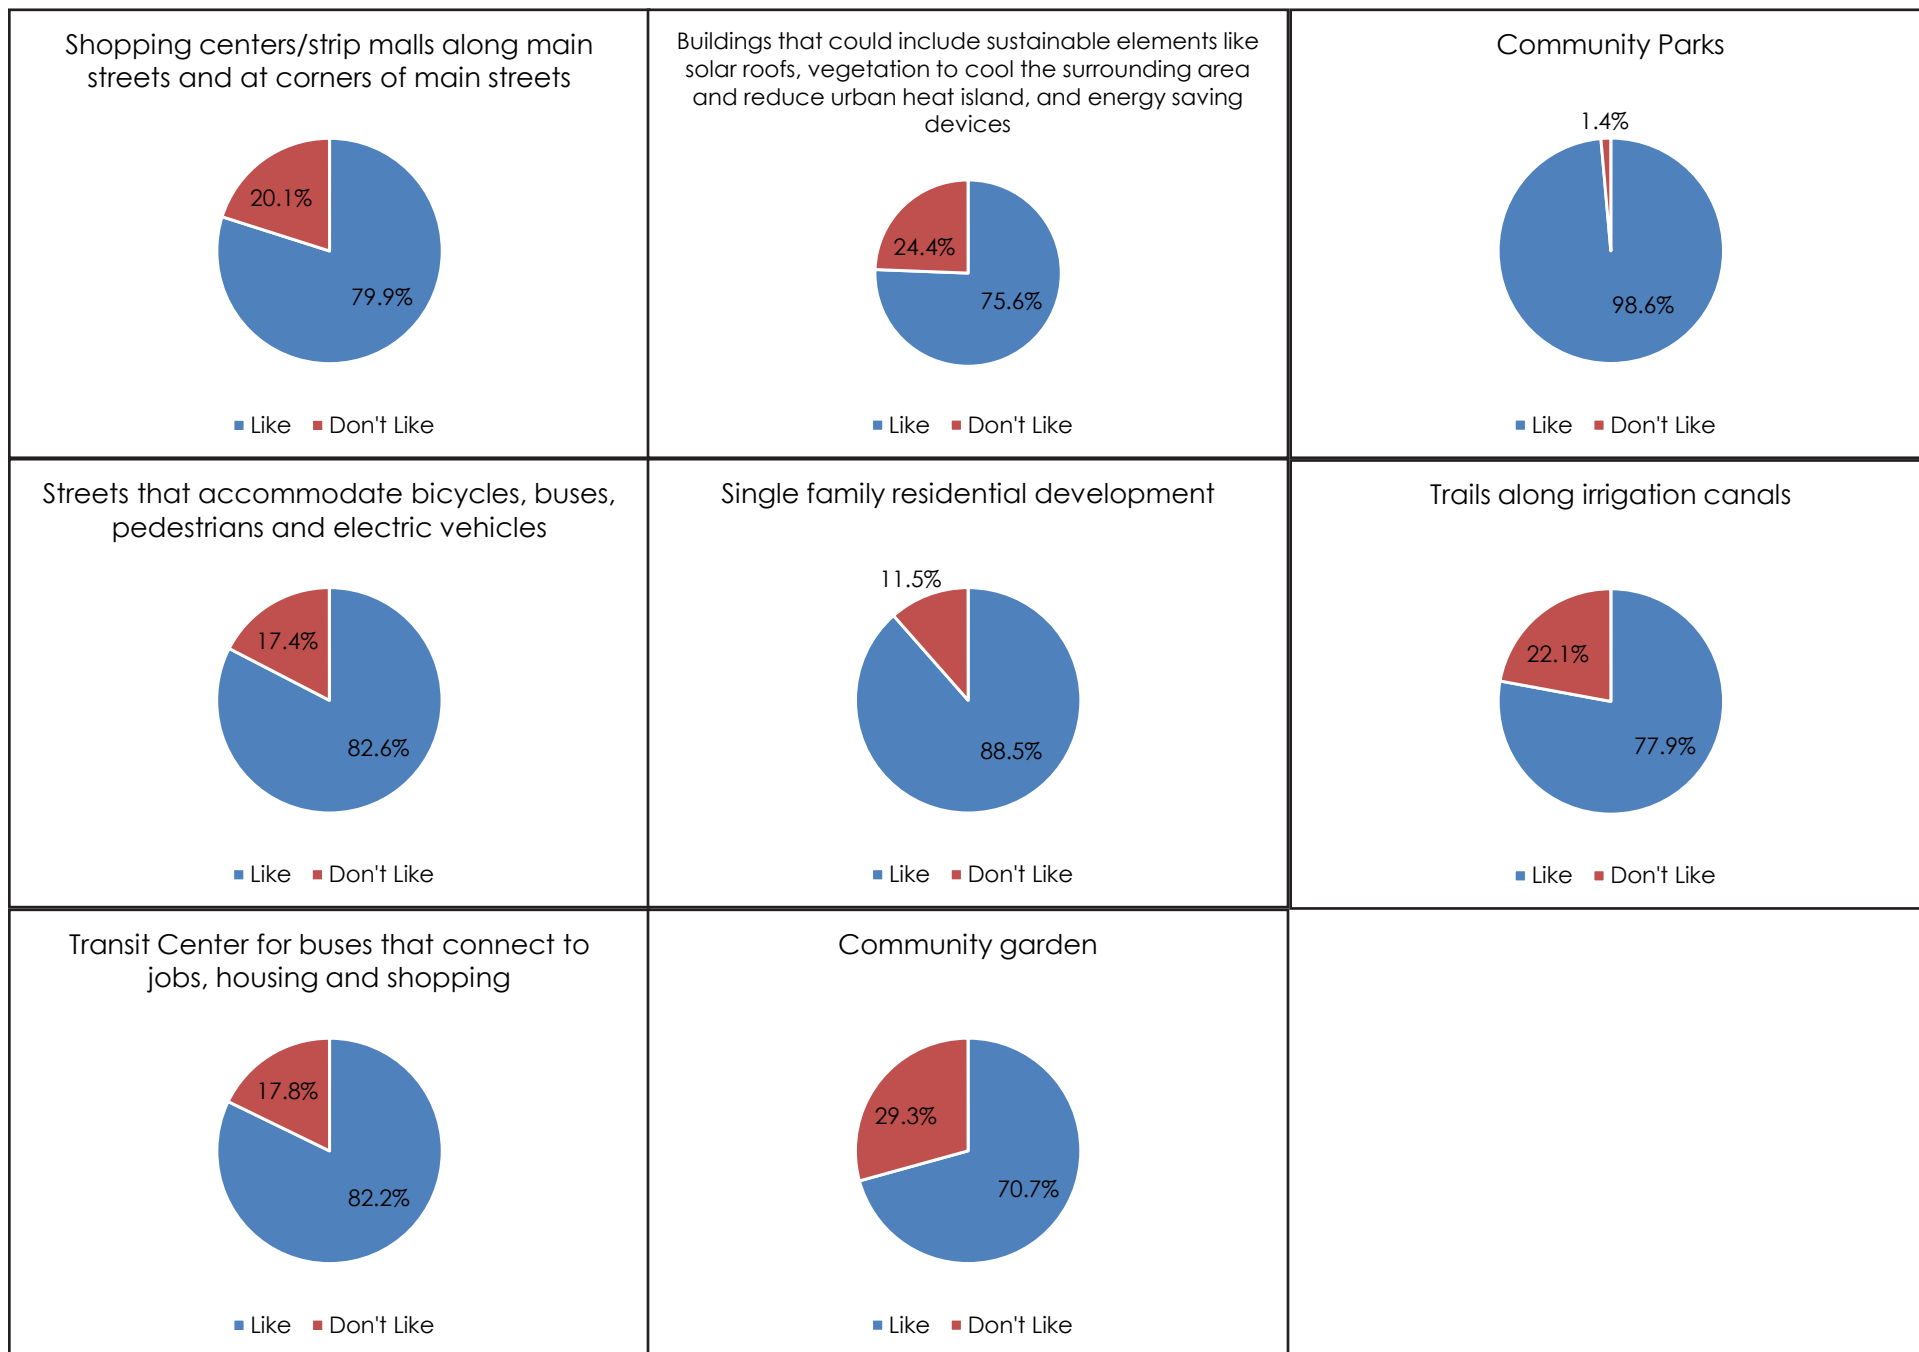 Shopping centers/strip malls along main
streets and at corners of main streets
20.1%
79.9%
Like Don't Like
Buildings that could include sustainable elements like
solar roofs, vegetation to cool the surrounding area
and reduce urban heat island, and energy saving
devices
24.4%
75.6%
Like Don't Like
Community Parks
1.4%
98.6%
Like Don't Like
Streets that accommodate bicycles, buses,
pedestrians and electric vehicles
17.4%
82.6%
Like Don't Like
Single family residential development
11.5%
88.5%
Like Don't Like
Trails along irrigation canals
22.1%
77.9%
Like Don't Like
Transit Center for buses that connect to
jobs, housing and shopping
17.8%
82.2%
Like Don't Like
Community garden
29.3%
70.7%
Like Don't Like